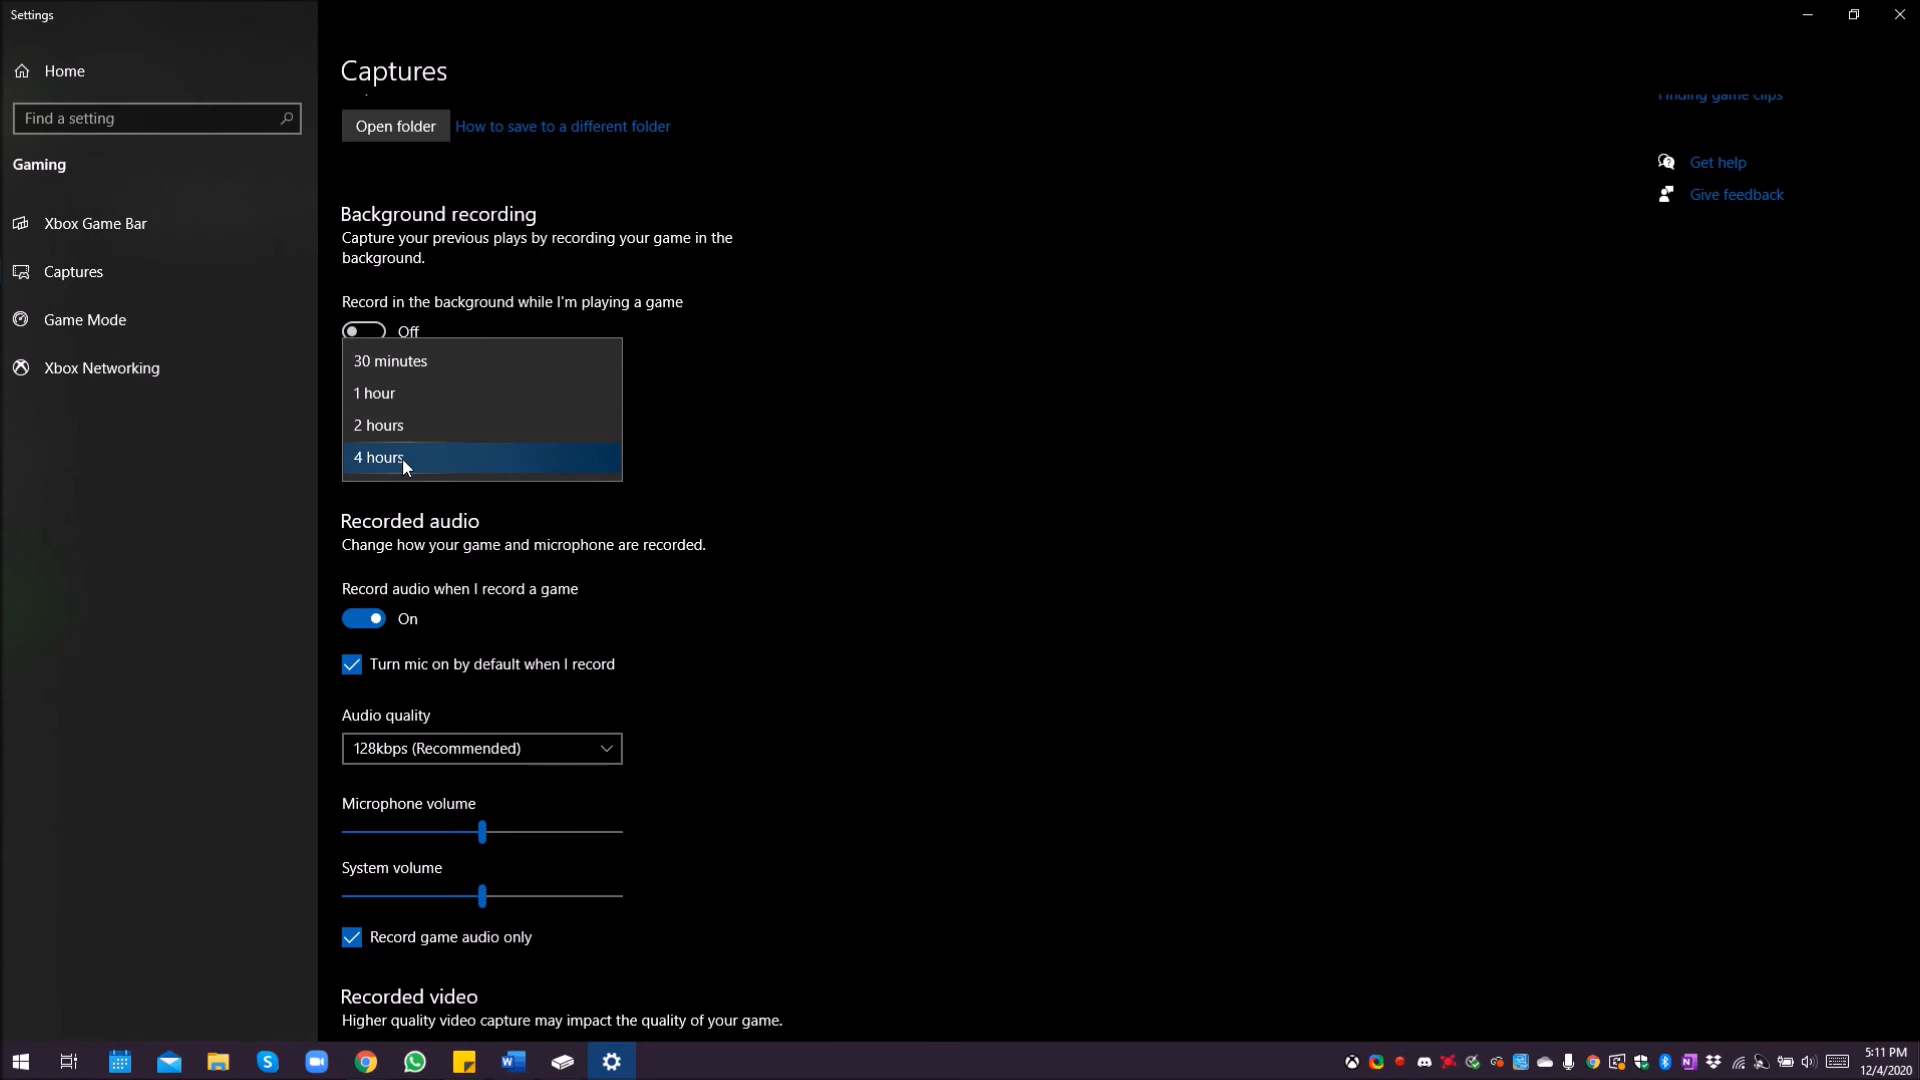 Settings
Home
Find a setting
Gaming
Xbox Game Bar
Captures
Game Mode
Xbox Networking
Captures
Open folder
How to save to a different folder
Background recording
Capture your previous plays by recording your game in the
background.
Record in the background while I'm playing a game
Off
30 minutes
1 hour
2 hours
4 hours
Recorded audio
Change how your game and microphone are recorded.
Record audio when I record a game
On
Turn mic on by default when I record
Audio quality
128kbps (Recommended)
Microphone volume
System volume
Record game audio only
Recorded video
Higher quality video capture may impact the quality of your game.
Finding game clips
Get help
Give feedback
5:11 PM
12/4/2020